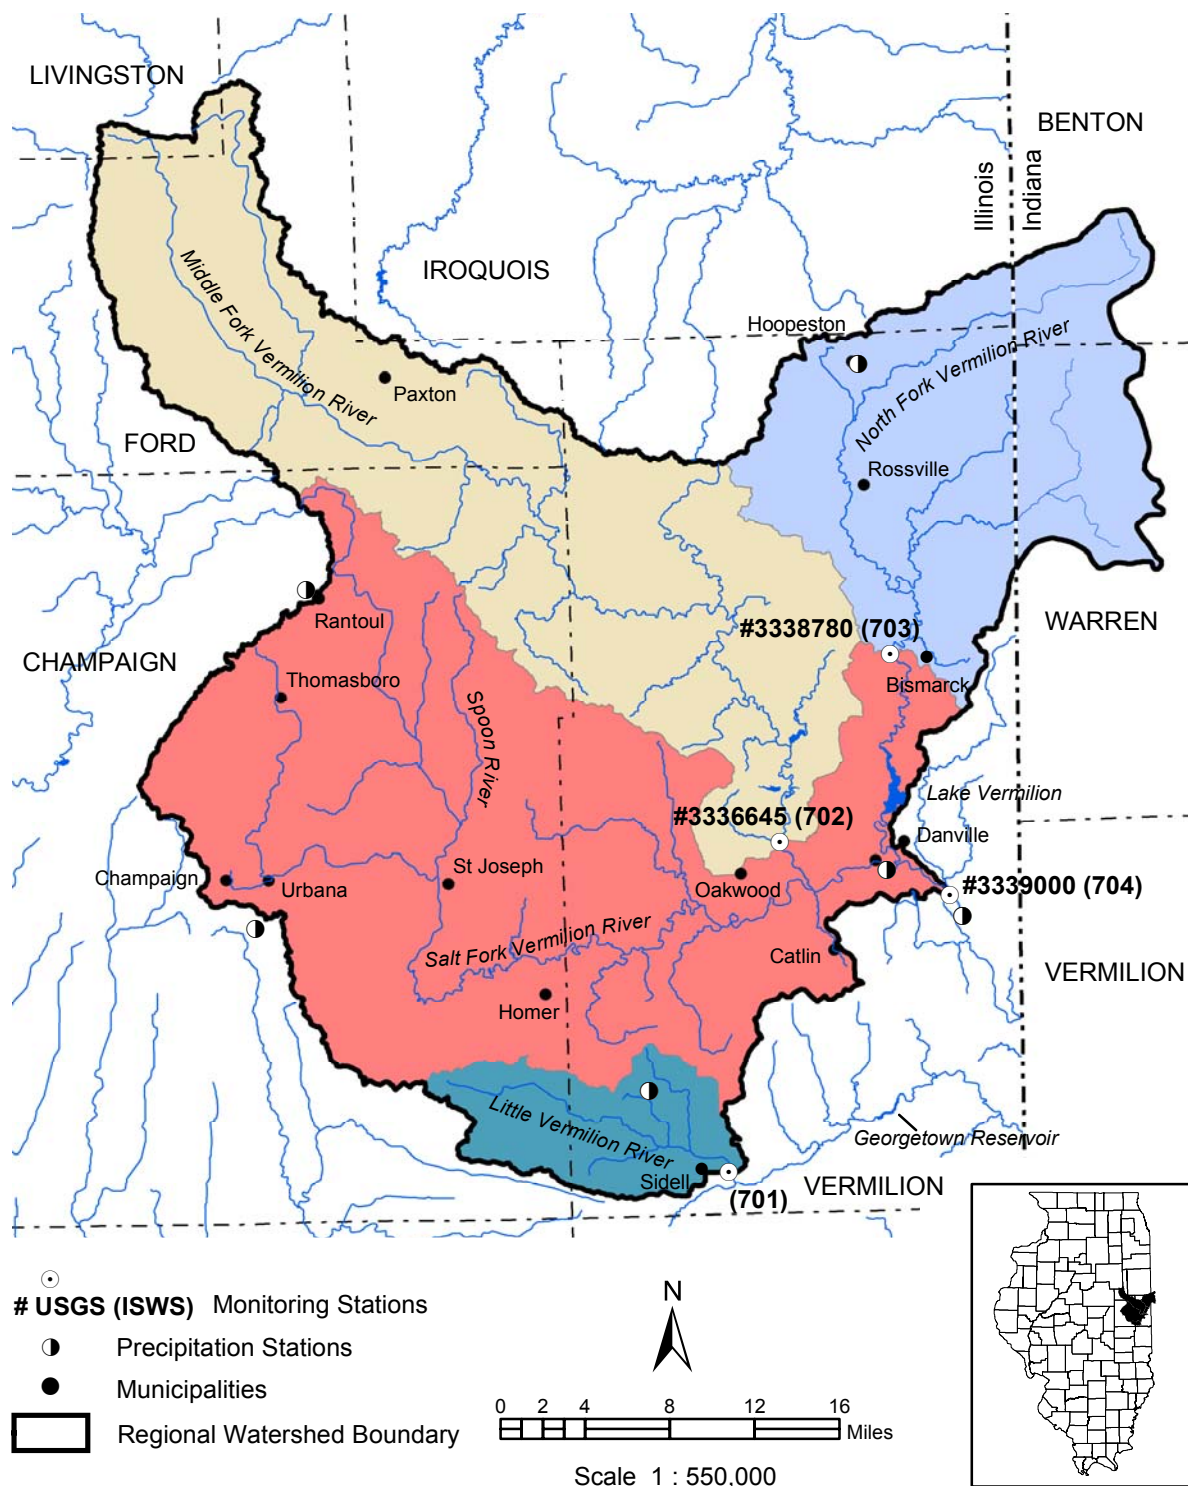 LIVINGSTON
BENTON
Illinois
Indiana
IROQUOIS
Middle Fork Vermilion River
Hoopeston
North Fork Vermilion River
Paxton
FORD
Rossville
Rantoul
#3338780 (703)
WARREN
CHAMPAIGN
Thomasboro
Bismarck
Spoon River
Lake Vermilion
#3336645 (702)
Danville
St Joseph
Champaign
Urbana
Oakwood
#3339000 (704)
Salt Fork Vermilion River
Catlin
VERMILION
Homer
Little Vermilion River
Georgetown Reservoir
Sidell
(701)
VERMILION
# USGS (ISWS) Monitoring Stations
Precipitation Stations
Municipalities
Regional Watershed Boundary
N
0 2 4 8 12 16
Miles
Scale 1 : 550,000